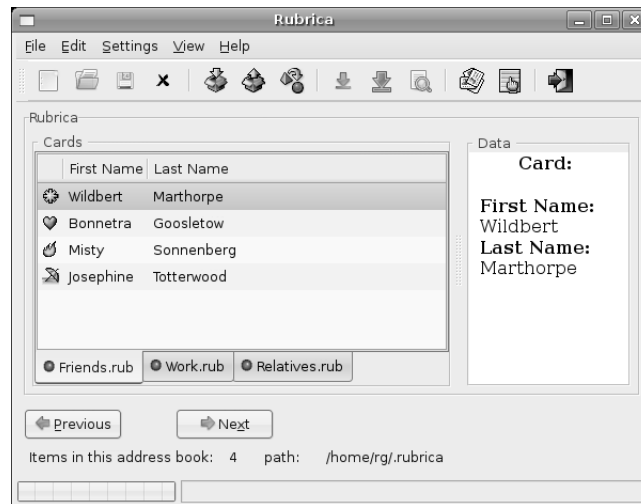 Rubrica
File Edit Settings View Help
Rubrica
Cards
First Name Last Name
Wildbert Marthorpe
Bonnetra Goosletow
Misty Sonnenberg
Josephine Totterwood
Friends.rub Work.rub Relatives.rub
Data
Card:
First Name:
Wildbert
Last Name:
Marthorpe
Previous Next
Items in this address book: 4 path: /home/rg/.rubrica